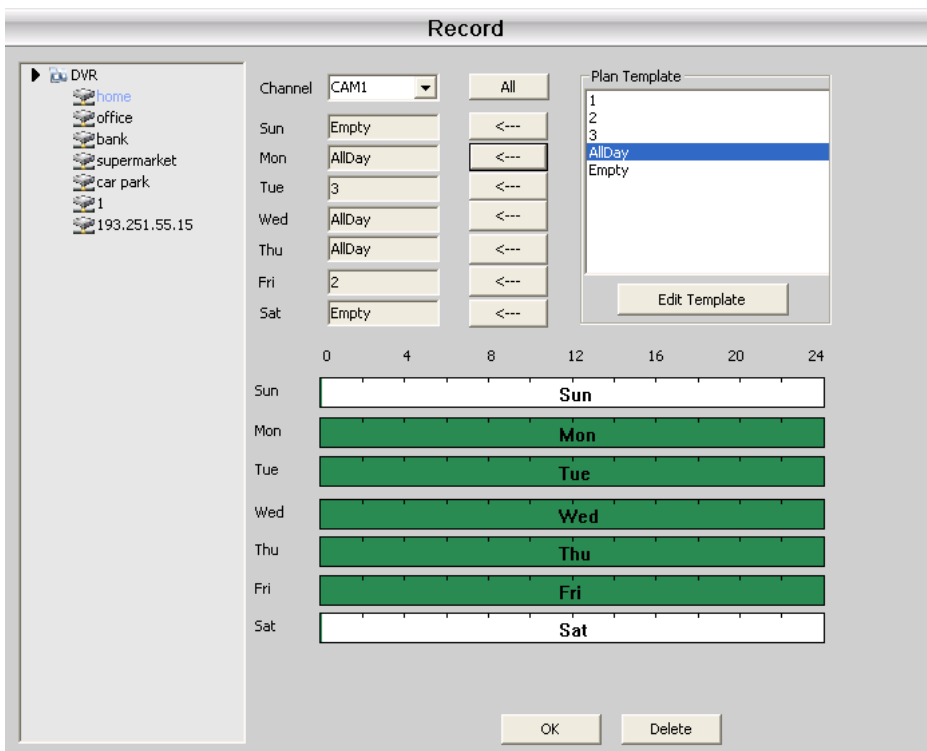 Record
DVR
home
office
bank
supermarket
car park
1
193.251.55.15
Channel CAM1 All
Sun Empty <---
Mon AllDay <---
Tue 3 <---
Wed AllDay <---
Thu AllDay <---
Fri 2 <---
Sat Empty <---
Plan Template
1
2
3
AllDay
Empty
Edit Template
0 4 8 12 16 20 24
Sun Sun
Mon Mon
Tue Tue
Wed Wed
Thu Thu
Fri Fri
Sat Sat
OK Delete